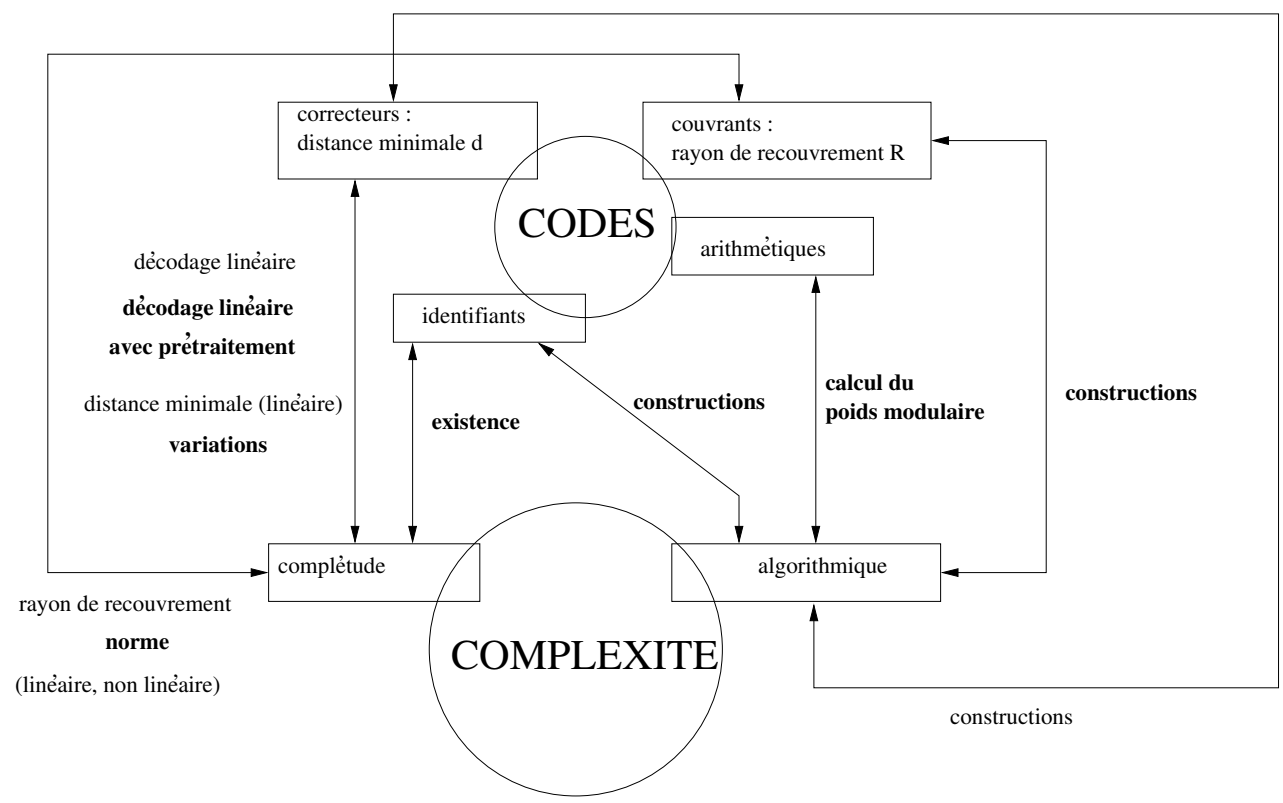 correcteurs :
distance minimale d
couvrants :
rayon de recouvrement R
CODES
arithmétiques
décodage linéaire
décodage linéaire
avec prétraitement
identifiants
distance minimale (linéaire)
variations
existence
constructions
calcul du
poids modulaire
constructions
complétude
algorithmique
rayon de recouvrement
norme
(linéaire, non linéaire)
COMPLEXITE
constructions